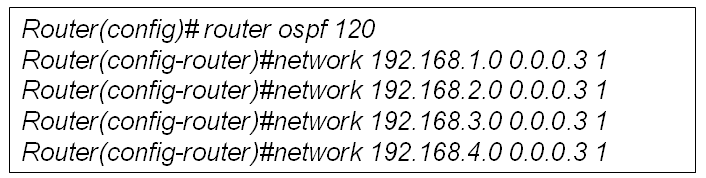 Router(config)# router ospf 120
Router(config-router)#network 192.168.1.0 0.0.0.3 1
Router(config-router)#network 192.168.2.0 0.0.0.3 1
Router(config-router)#network 192.168.3.0 0.0.0.3 1
Router(config-router)#network 192.168.4.0 0.0.0.3 1